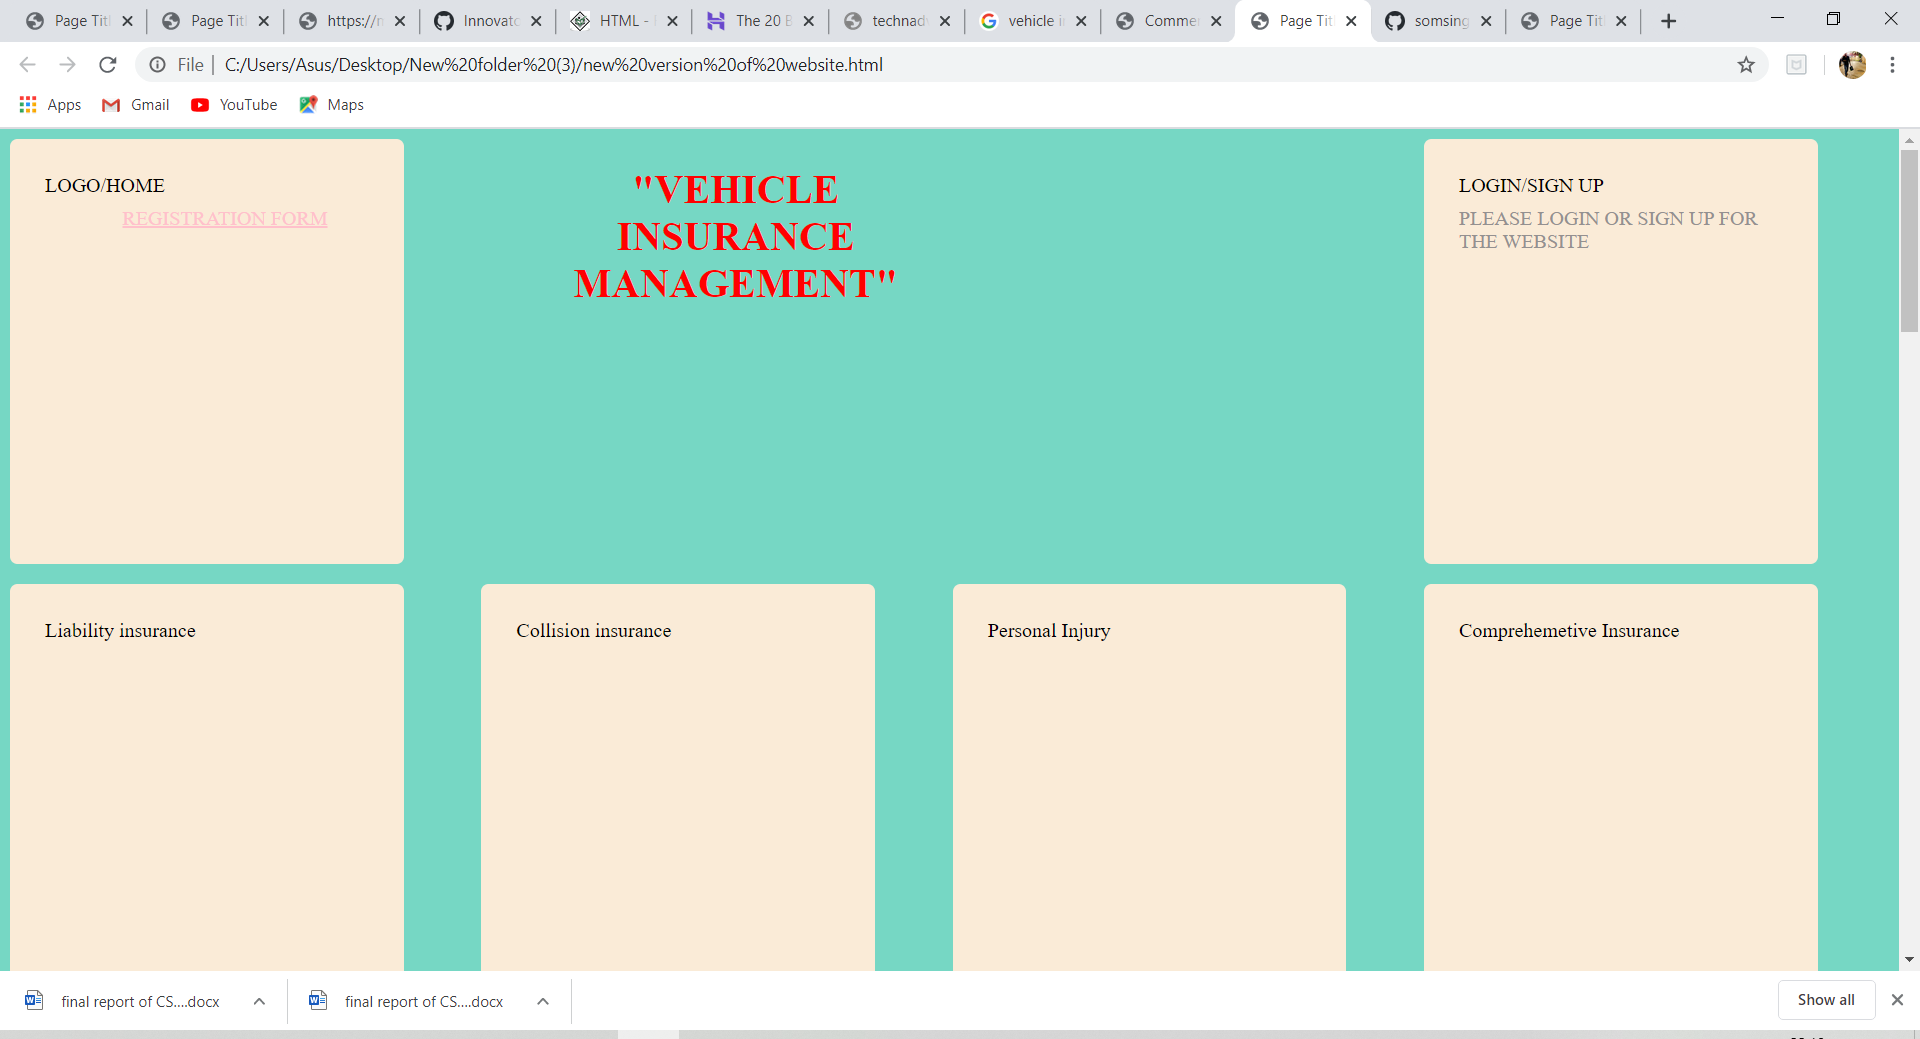 Page Tit
Page Tit
https://n
Innovato
HTML -
The 20 B
technad
vehicle i
Comme
Page Tit
somsing
Page Tit
File
C:/Users/Asus/Desktop/New%20folder%20(3)/new%20version%20of%20website.html
Apps
Gmail
YouTube
Maps
LOGO/HOME
REGISTRATION FORM
"VEHICLE
INSURANCE
MANAGEMENT"
LOGIN/SIGN UP
PLEASE LOGIN OR SIGN UP FOR
THE WEBSITE
Liability insurance
Collision insurance
Personal Injury
Comprehemetive Insurance
final report of CS....docx
final report of CS....docx
Show all